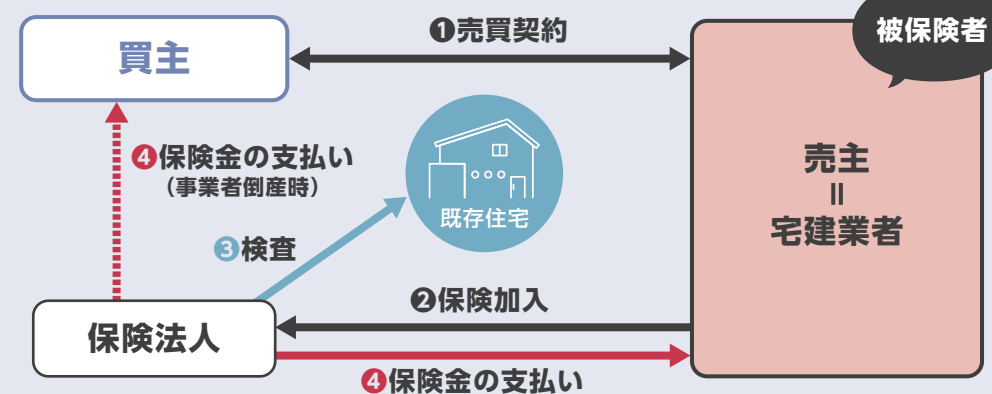 ❶売買契約
被保険者
買主
❹保険金の支払い
（事業者倒産時）
既存住宅
売主
＝
宅建業者
❸検査
❷保険加入
保険法人
❹保険金の支払い